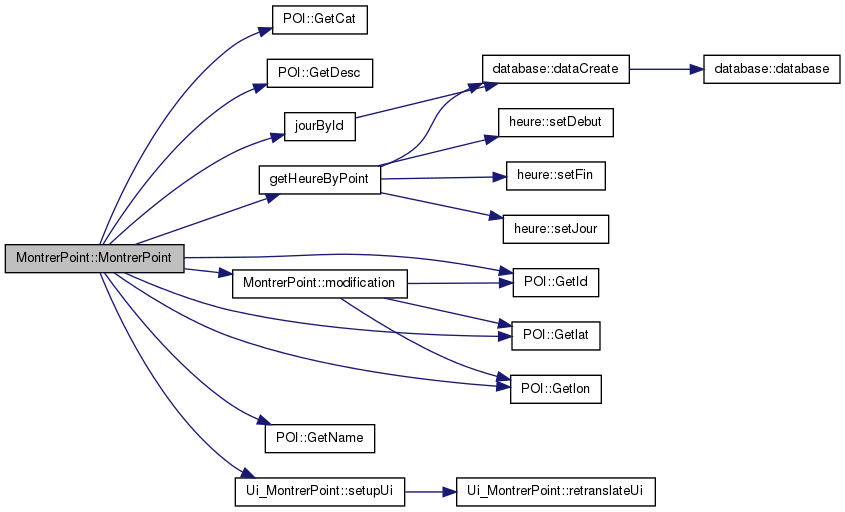 POI::GetCat
POI::GetDesc
database::dataCreate
database::database
jourById
heure::setDebut
getHeureByPoint
heure::setFin
heure::setJour
MontrerPoint::MontrerPoint
MontrerPoint::modification
POI::GetId
POI::Getlat
POI::Getlon
POI::GetName
Ui_MontrerPoint::setupUi
Ui_MontrerPoint::retranslateUi